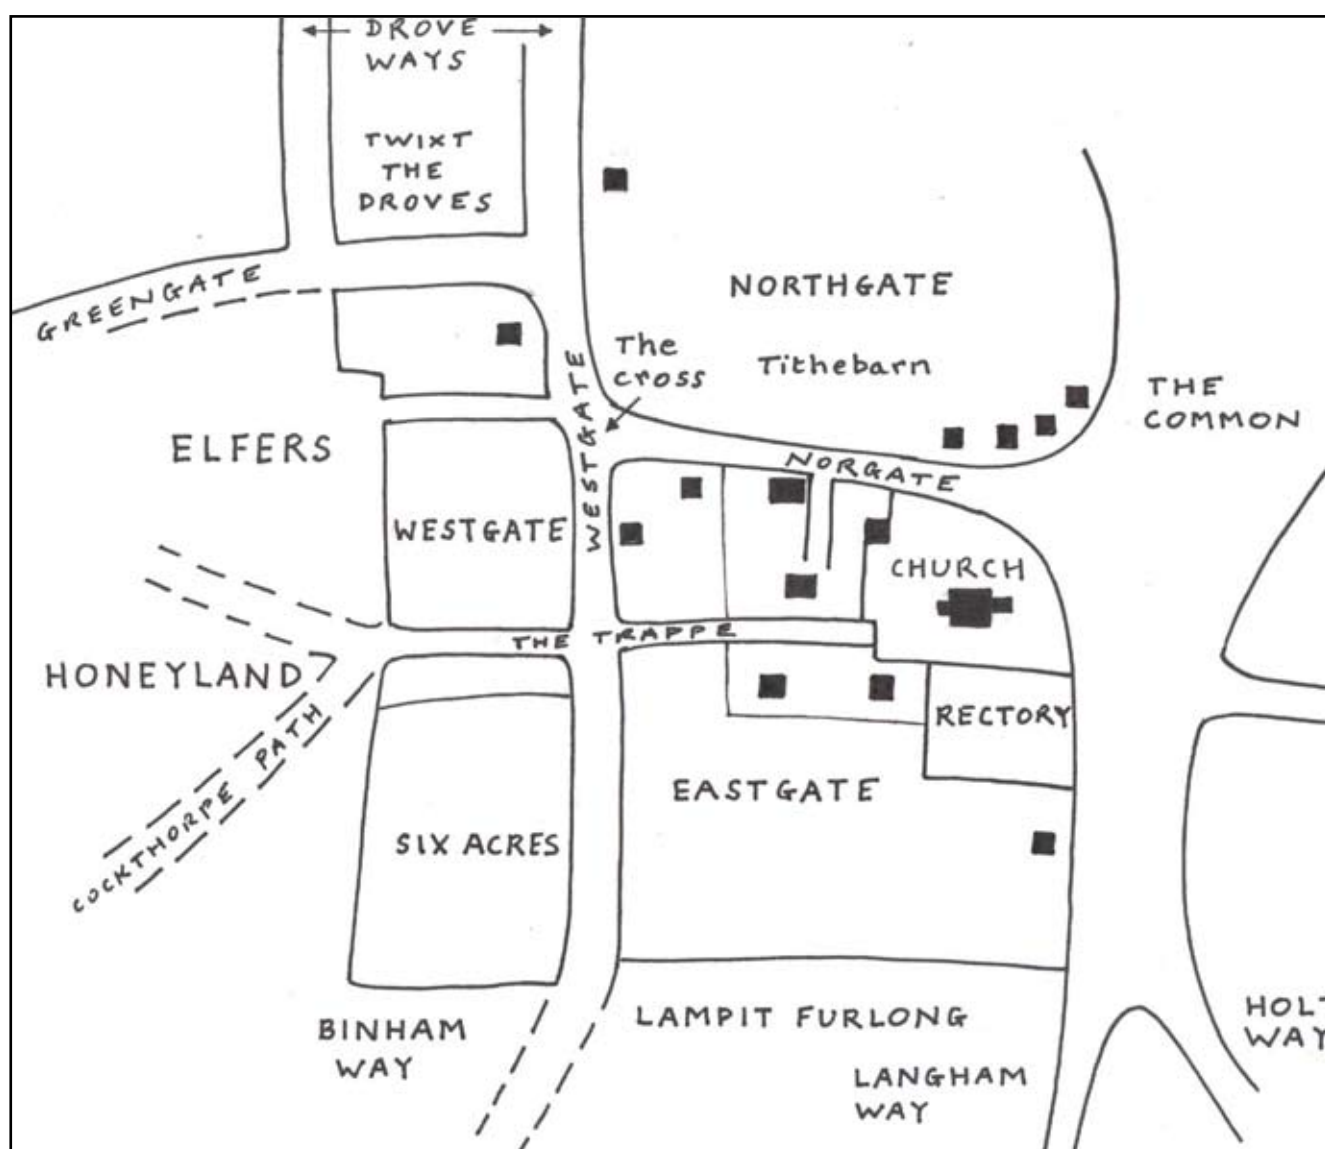 DROVE
WAYS
TWIXT
THE
DROVES
GREENGATE
NORTHGATE
The
cross
Tithebarn
THE
COMMON
WESTGATE
NORGATE
ELFERS
WESTGATE
CHURCH
THE TRAPPE
HONEYLAND
COCKTHORPE PATH
RECTORY
EASTGATE
SIX ACRES
BINHAM
WAY
LAMPIT FURLONG
LANGHAM
WAY
HOLT
WAY